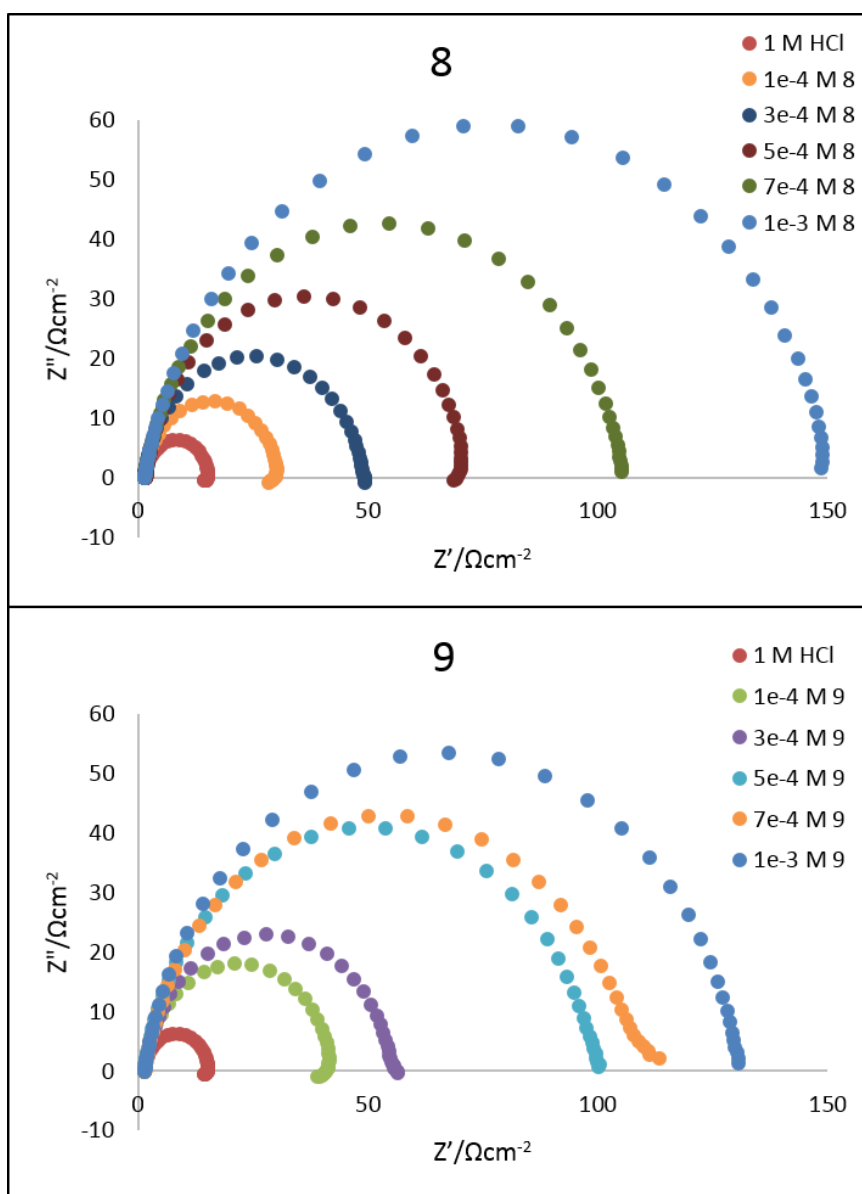 8
1 M HCl
1e-4 M 8
3e-4 M 8
5e-4 M 8
7e-4 M 8
1e-3 M 8
60
50
40
30
20
10
0
-10
0 50 100 150
Z"/Ωcm-2
Z'/Ωcm-2
9
1 M HCl
1e-4 M 9
3e-4 M 9
5e-4 M 9
7e-4 M 9
1e-3 M 9
60
50
40
30
20
10
0
-10
0 50 100 150
Z"/Ωcm-2
Z'/Ωcm-2